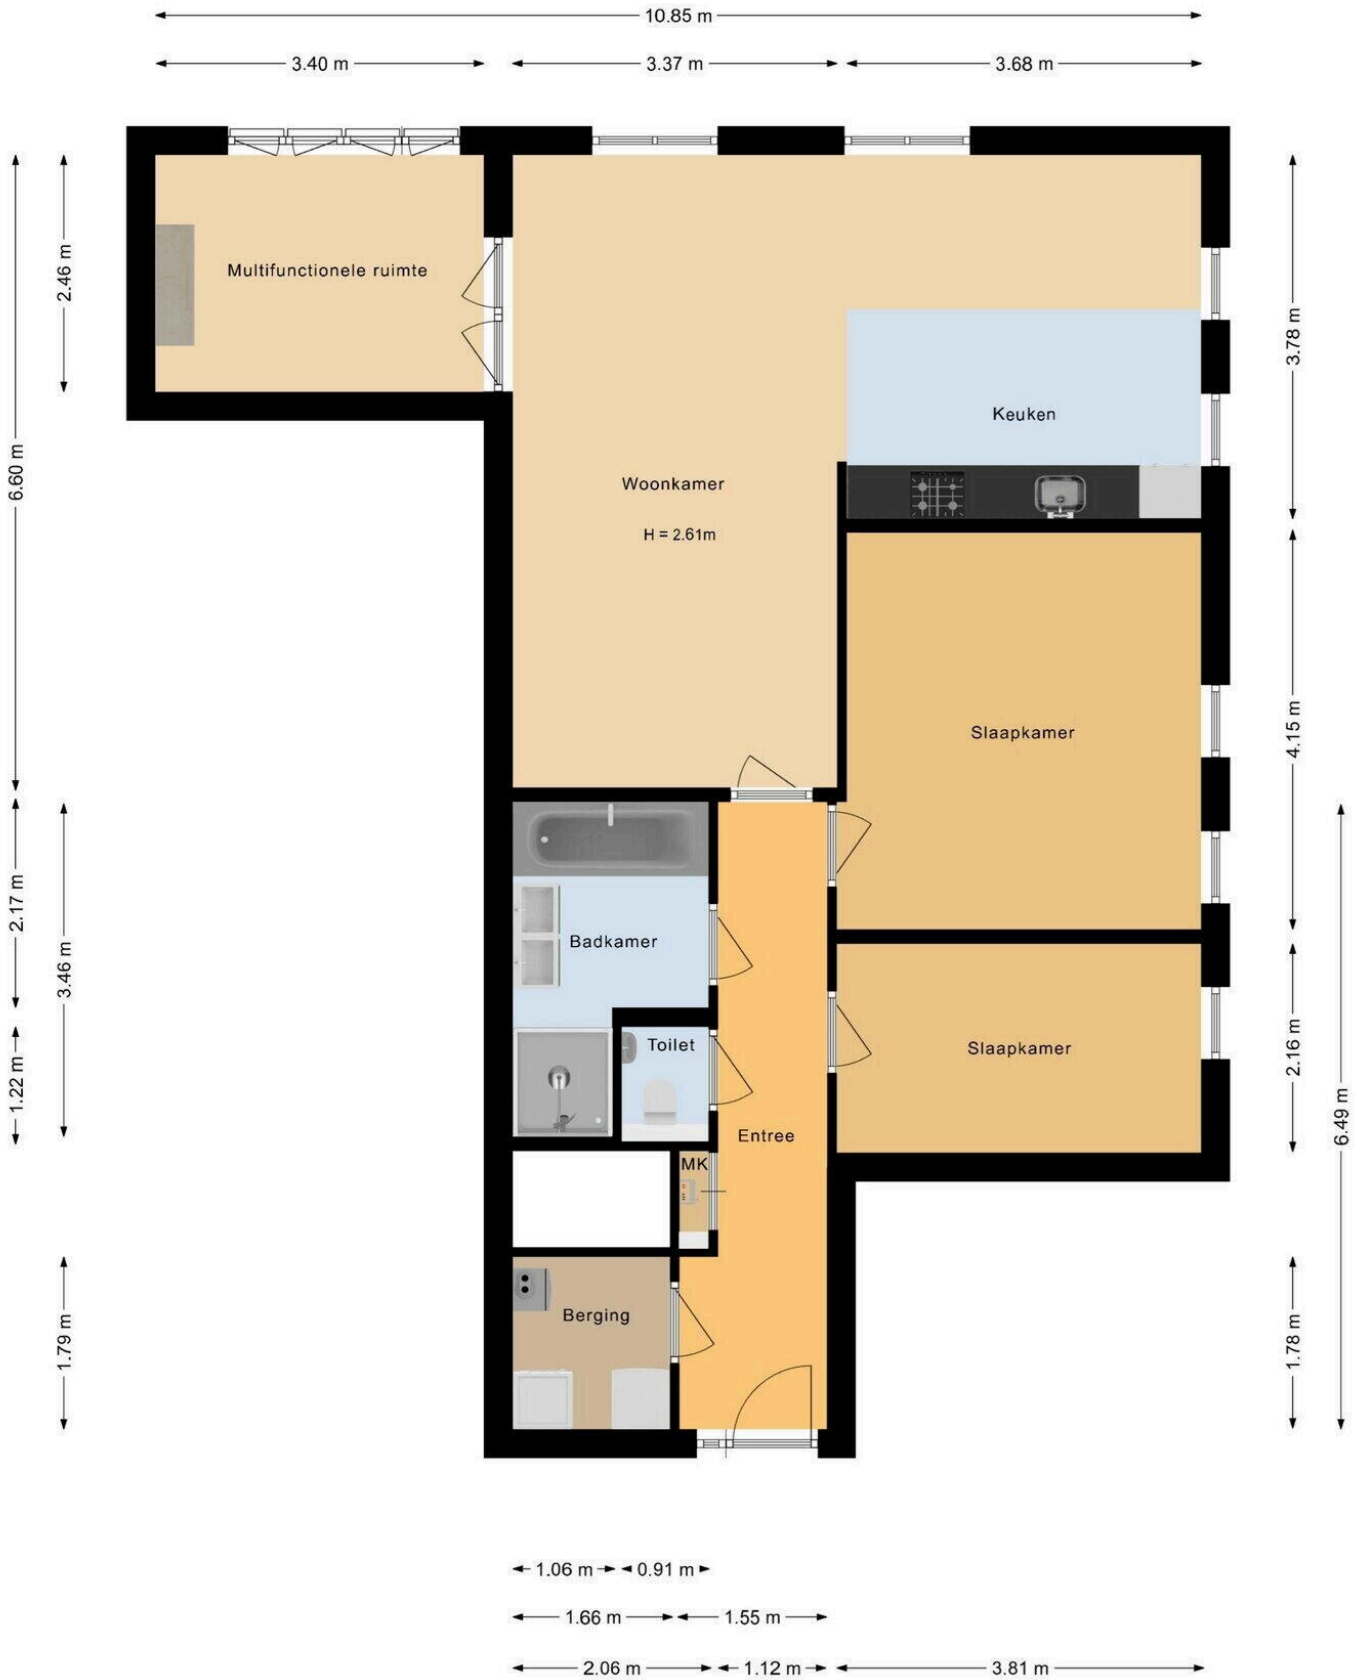 10.85 m
3.40 m
3.37 m
3.68 m
2.46 m
6.60 m
3.78 m
Multifunctionele ruimte
Keuken
Woonkamer
H = 2.61m
Slaapkamer
4.15 m
2.17 m
3.46 m
Badkamer
1.22 m
Toilet
Slaapkamer
2.16 m
6.49 m
Entree
MK
Berging
1.79 m
1.78 m
1.06 m
0.91 m
1.66 m
1.55 m
2.06 m
1.12 m
3.81 m